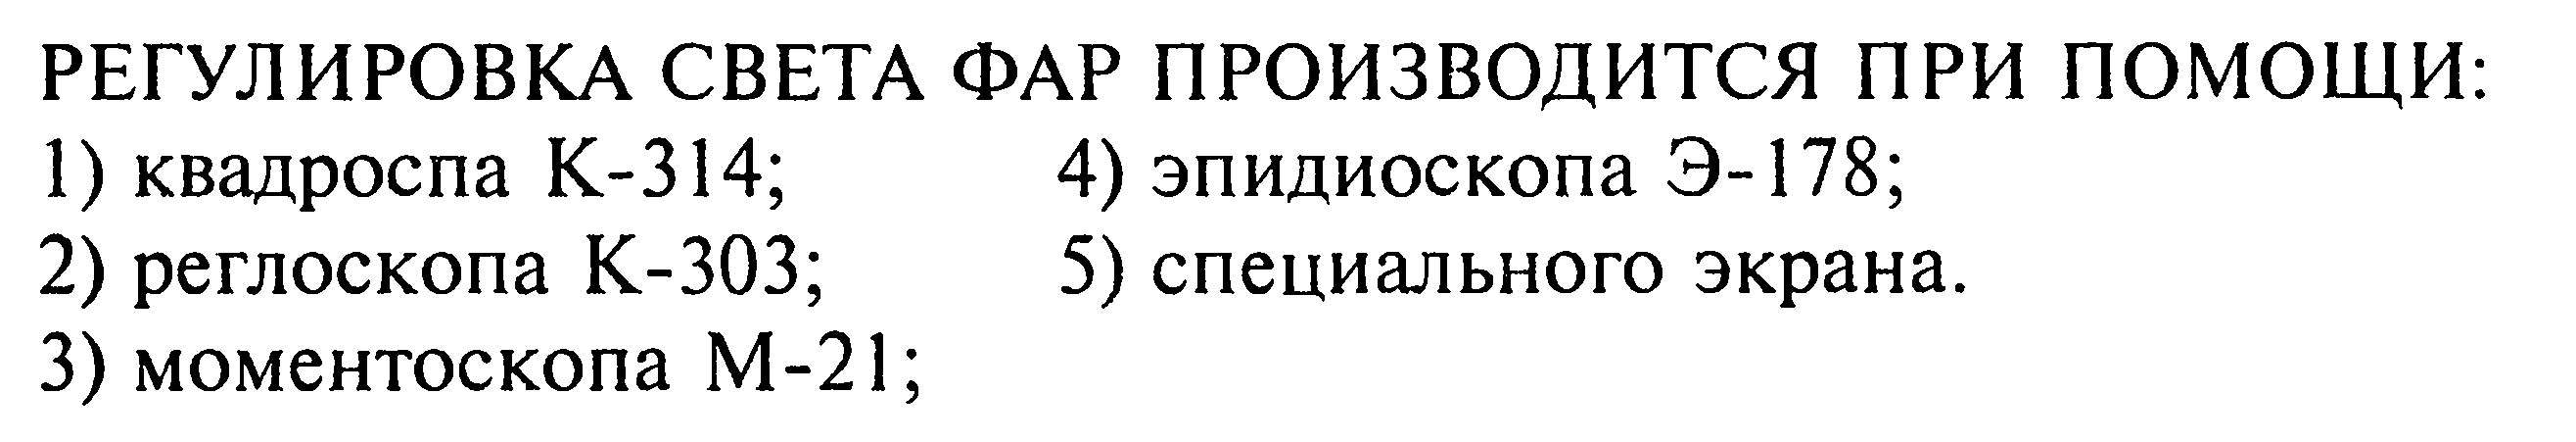 РЕГУЛИРОВКА СВЕТА ФАР ПРОИЗВОДИТСЯ ПРИ ПОМОЩИ:
1) квадроспа К-314;
2) реглоскопа К-303;
3) моментоскопа М-21;
4) эпидиоскопа Э-178;
5) специального экрана.